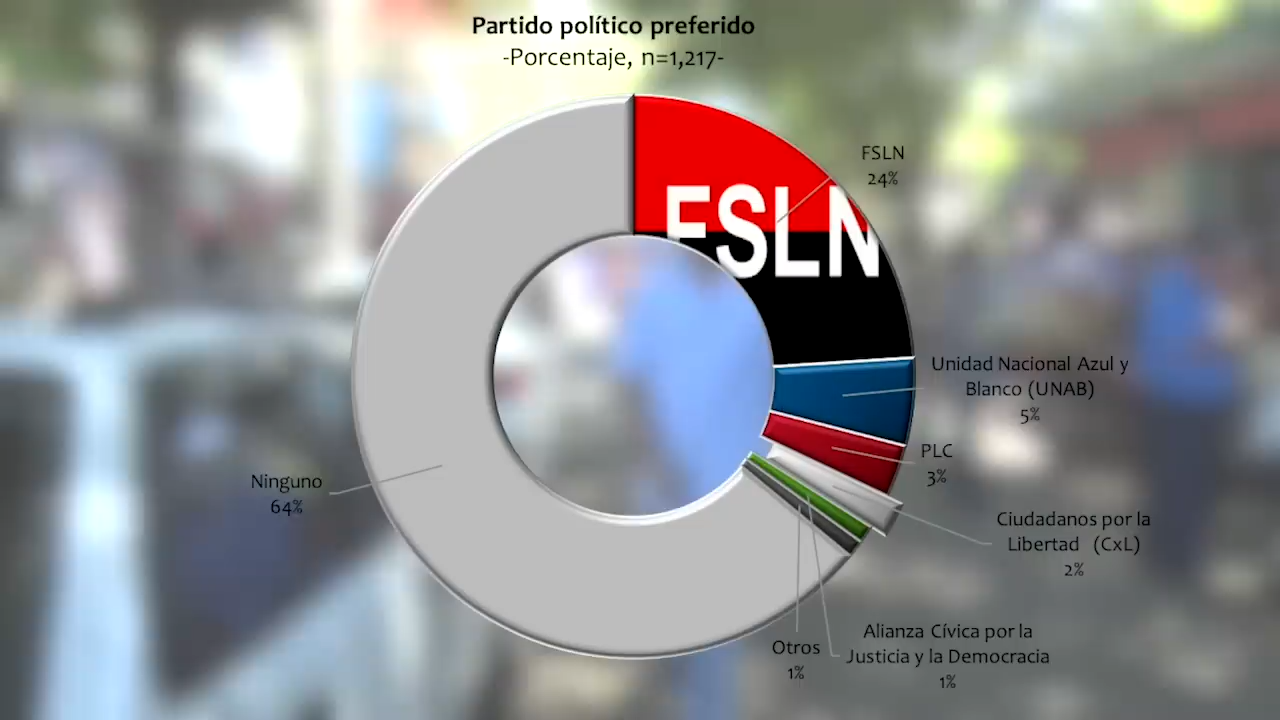 Partido político preferido
-Porcentaje, n=1,217-
FSLN
24%
FSLN
Unidad Nacional Azul y
Blanco (UNAB)
5%
PLC
3%
Ninguno
64%
Ciudadanos por la
Libertad (CxL)
2%
Otros
1%
Alianza Cívica por la
Justicia y la Democracia
1%